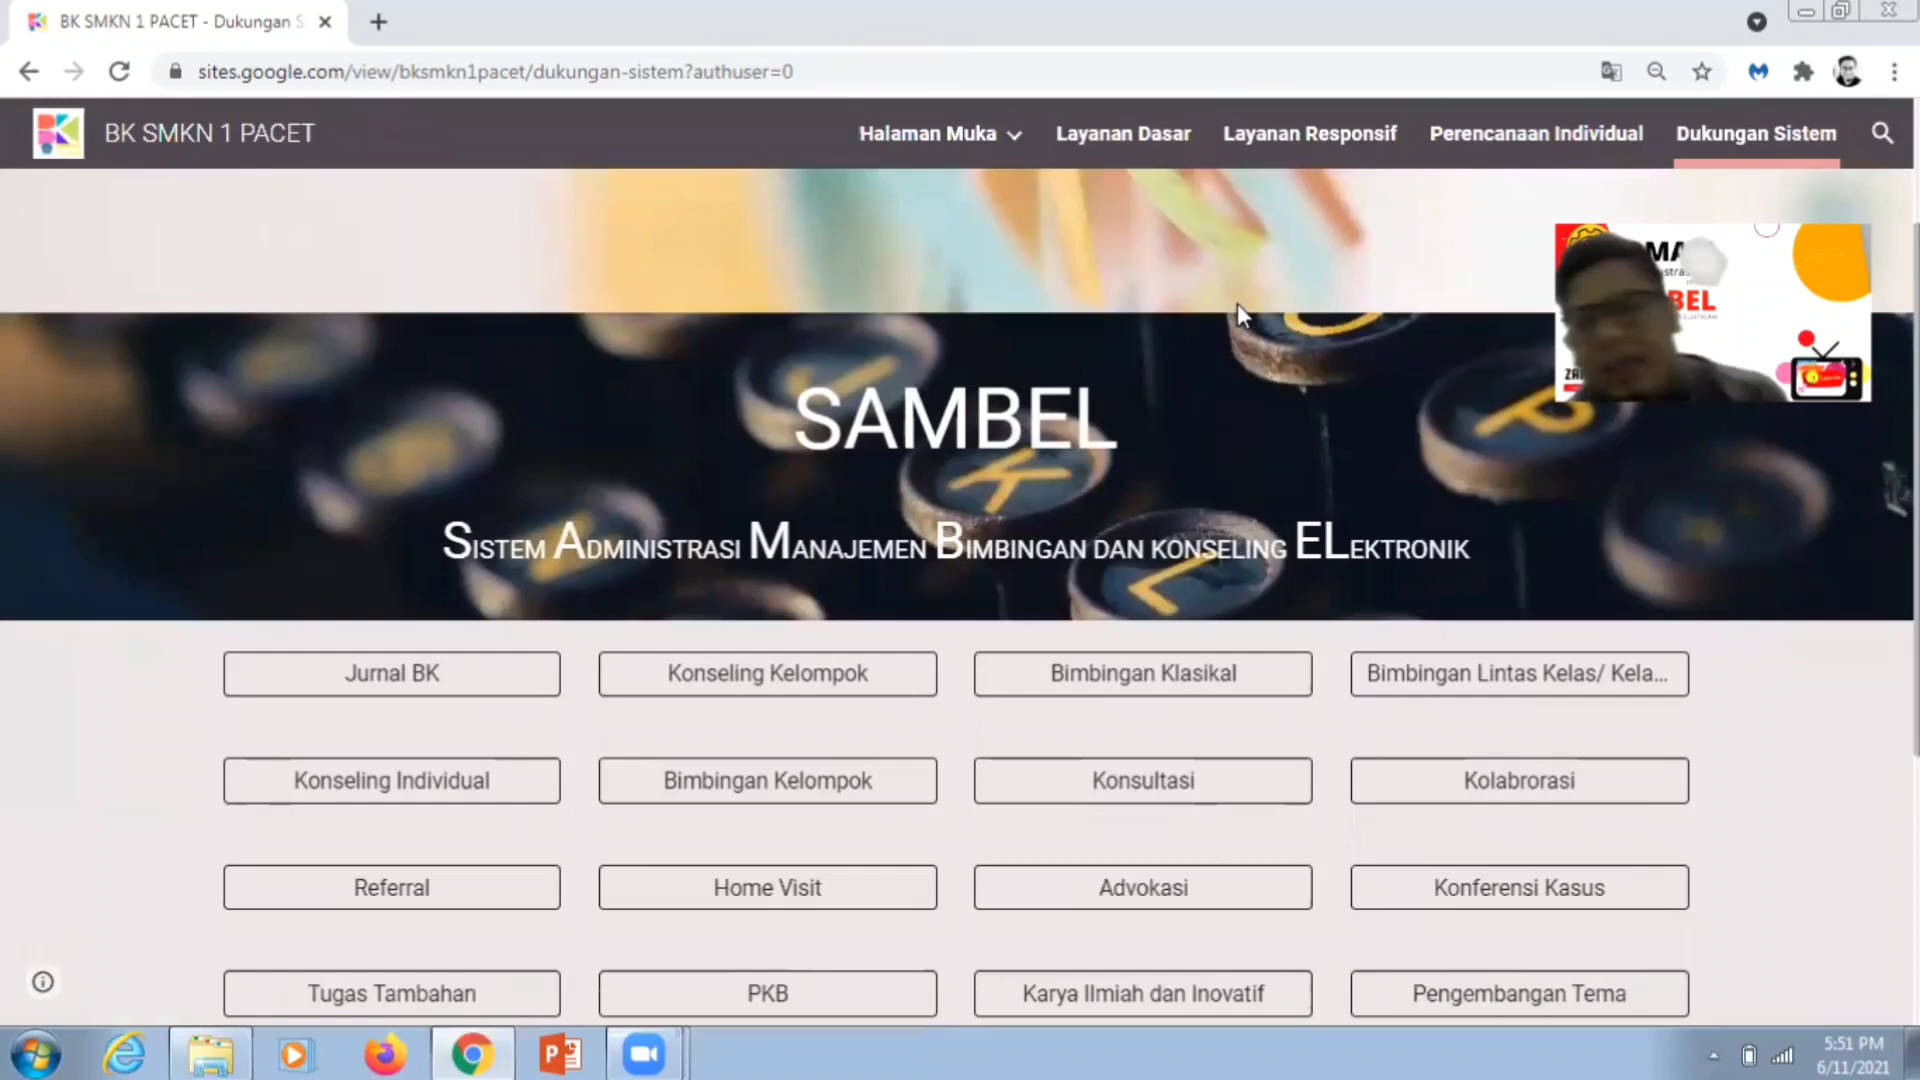 BK SMKN 1 PACET - Dukungan S
sites.google.com/view/bksmkn1pacet/dukungan-sistem?authuser=0
BK SMKN 1 PACET
Halaman Muka
Layanan Dasar
Layanan Responsif
Perencanaan Individual
Dukungan Sistem
SAMBEL
SISTEM ADMINISTRASI MANAJEMEN BIMBINGAN DAN KONSELING ELEKTRONIK
Jurnal BK
Konseling Kelompok
Bimbingan Klasikal
Bimbingan Lintas Kelas/ Kela...
Konseling Individual
Bimbingan Kelompok
Konsultasi
Kolabrorasi
Referral
Home Visit
Advokasi
Konferensi Kasus
Tugas Tambahan
PKB
Karya Ilmiah dan Inovatif
Pengembangan Tema
5:51 PM
6/11/2021